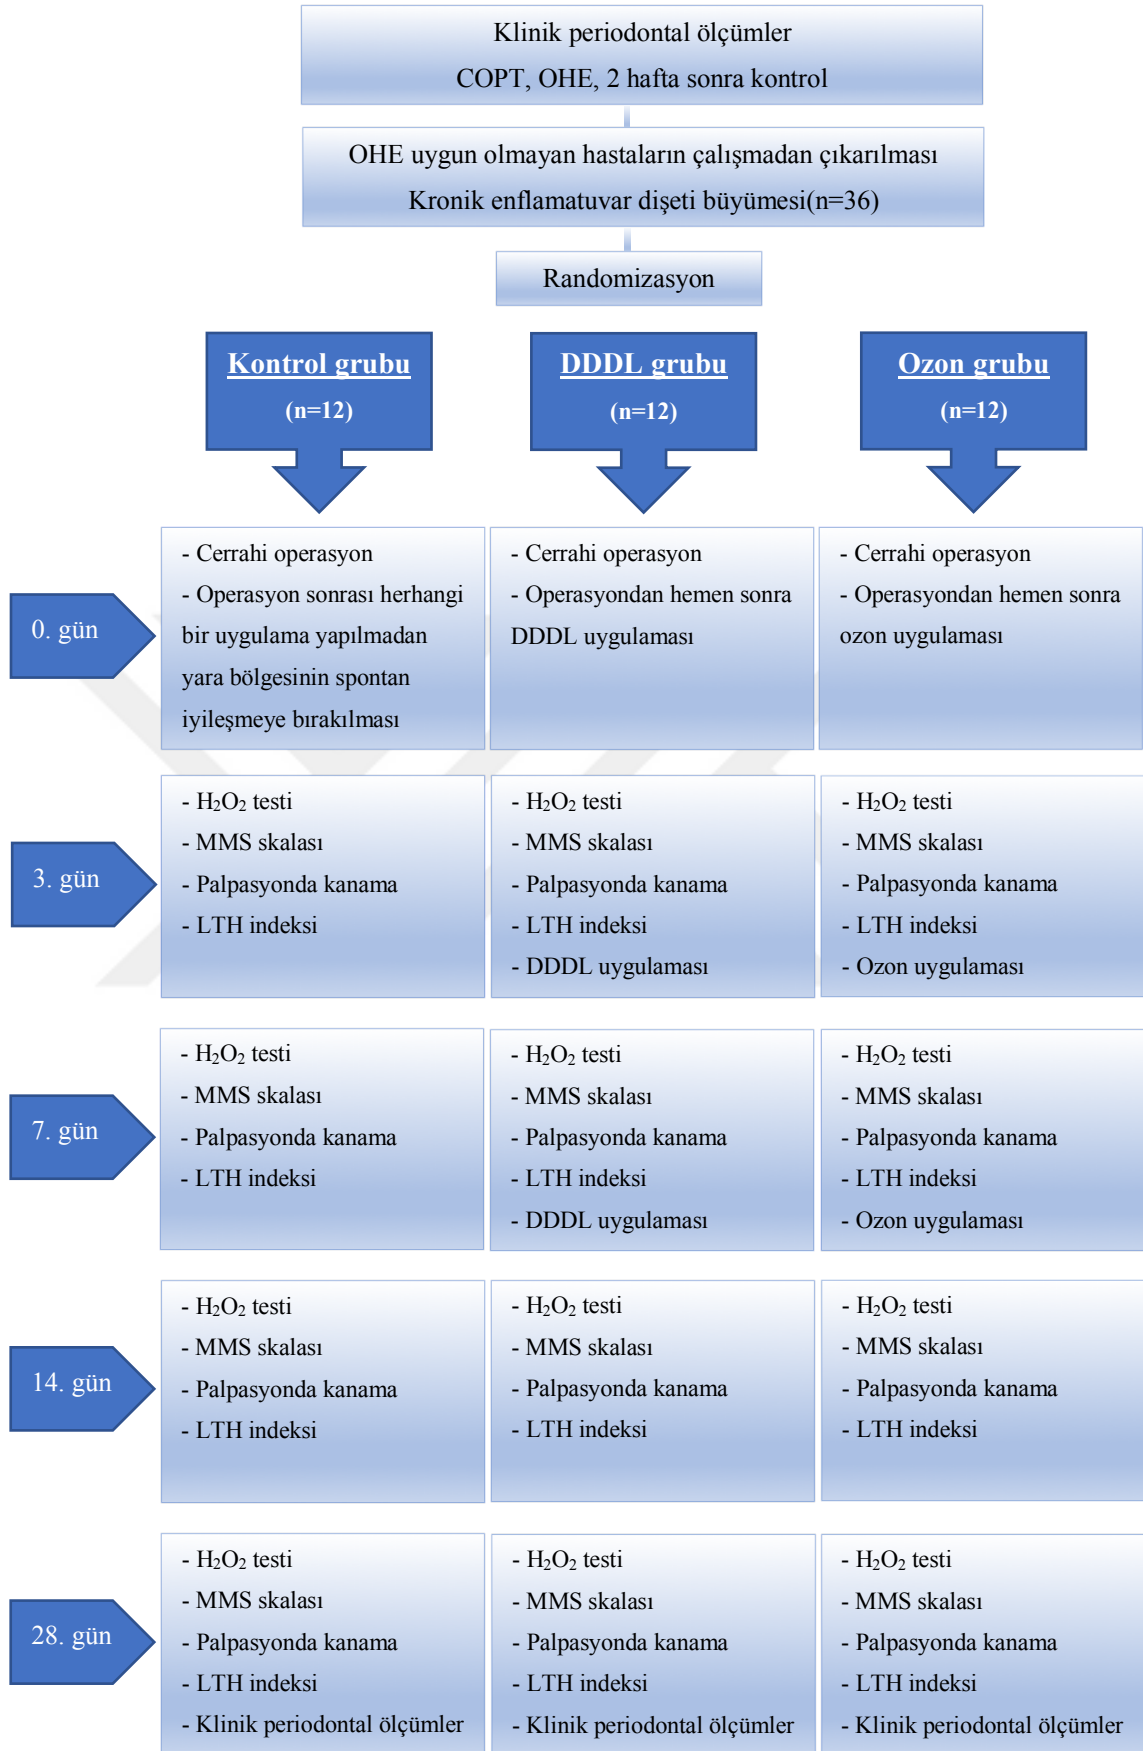 Klinik periodontal ölçümler
COPT, OHE, 2 hafta sonra kontrol
OHE uygun olmayan hastaların çalışmadan çıkarılması
Kronik enflamatuvar dişeti büyümesi(n=36)
Randomizasyon
Kontrol grubu
(n=12)
DDDL grubu
(n=12)
Ozon grubu
(n=12)
0. gün
- Cerrahi operasyon
- Operasyon sonrası herhangi
bir uygulama yapılmadan
yara bölgesinin spontan
iyileşmeye bırakılması
- Cerrahi operasyon
- Operasyondan hemen sonra
DDDL uygulaması
- Cerrahi operasyon
- Operasyondan hemen sonra
ozon uygulaması
3. gün
- H₂O₂ testi
- MMS skalası
- Palpasyonda kanama
- LTH indeksi
- H₂O₂ testi
- MMS skalası
- Palpasyonda kanama
- LTH indeksi
- DDDL uygulaması
- H₂O₂ testi
- MMS skalası
- Palpasyonda kanama
- LTH indeksi
- Ozon uygulaması
7. gün
- H₂O₂ testi
- MMS skalası
- Palpasyonda kanama
- LTH indeksi
- H₂O₂ testi
- MMS skalası
- Palpasyonda kanama
- LTH indeksi
- DDDL uygulaması
- H₂O₂ testi
- MMS skalası
- Palpasyonda kanama
- LTH indeksi
- Ozon uygulaması
14. gün
- H₂O₂ testi
- MMS skalası
- Palpasyonda kanama
- LTH indeksi
- H₂O₂ testi
- MMS skalası
- Palpasyonda kanama
- LTH indeksi
- H₂O₂ testi
- MMS skalası
- Palpasyonda kanama
- LTH indeksi
28. gün
- H₂O₂ testi
- MMS skalası
- Palpasyonda kanama
- LTH indeksi
- Klinik periodontal ölçümler
- H₂O₂ testi
- MMS skalası
- Palpasyonda kanama
- LTH indeksi
- Klinik periodontal ölçümler
- H₂O₂ testi
- MMS skalası
- Palpasyonda kanama
- LTH indeksi
- Klinik periodontal ölçümler